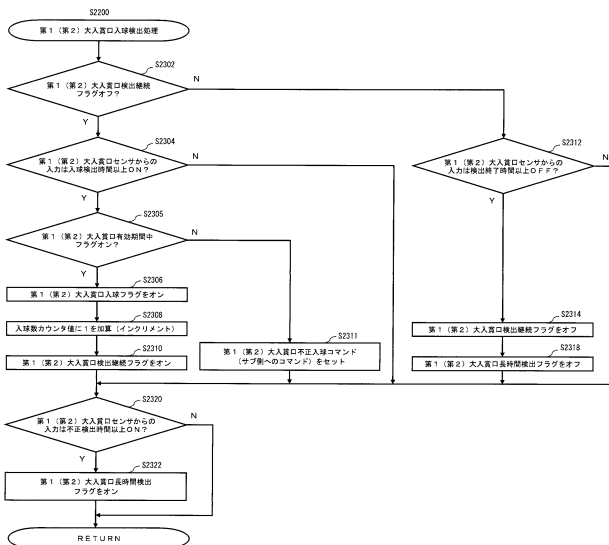 S2200
第１（第２）大入賞口入球検出処理
S2302
第１（第２）大入賞口検出継続
フラグオフ？
N
Y
S2304
第１（第２）大入賞口センサからの
入力は入球検出時間以上ＯＮ？
N
Y
S2312
第１（第２）大入賞口センサからの
入力は検出終了時間以上ＯＦＦ？
N
Y
S2305
第１（第２）大入賞口有効期間中
フラグオン？
N
Y
S2306
第１（第２）大入賞口入球フラグをオン
S2308
入球数カウンタ値に１を加算（インクリメント）
S2310
第１（第２）大入賞口検出継続フラグをオン
S2311
第１（第２）大入賞口不正入球コマンド
（サブ側へのコマンド）をセット
S2314
第１（第２）大入賞口検出継続フラグをオフ
S2318
第１（第２）大入賞口長時間検出フラグをオフ
S2320
第１（第２）大入賞口センサからの
入力は不正検出時間以上ＯＮ？
N
Y
S2322
第１（第２）大入賞口長時間検出
フラグをオン
ＲＥＴＵＲＮ